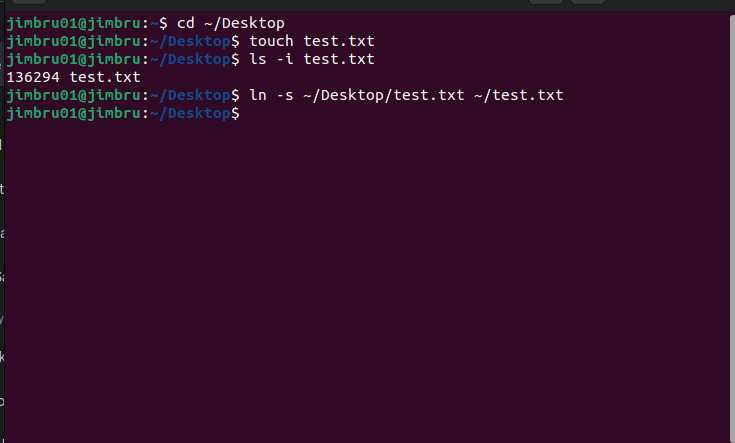 jimbru01@jimbru:~$ cd ~/Desktop
jimbru01@jimbru:~/Desktop$ touch test.txt
jimbru01@jimbru:~/Desktop$ ls -i test.txt
136294 test.txt
jimbru01@jimbru:~/Desktop$ ln -s ~/Desktop/test.txt ~/test.txt
jimbru01@jimbru:~/Desktop$